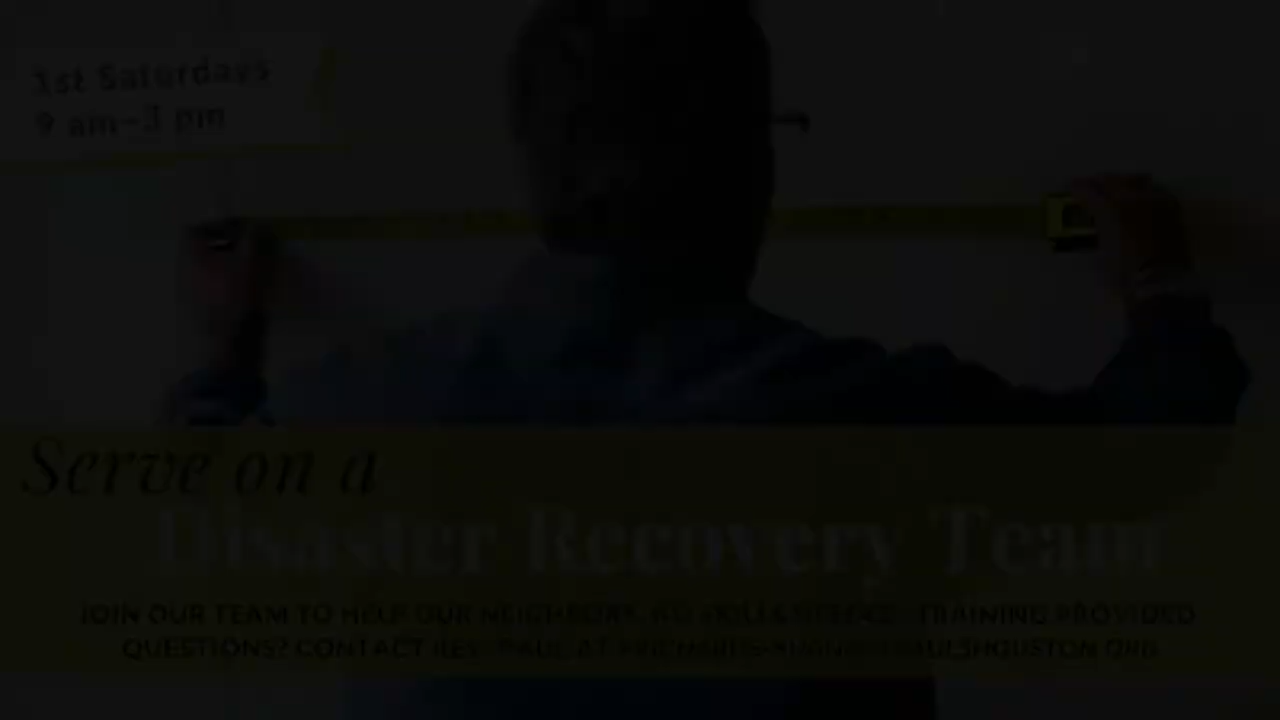 1st Saturdays
9 am–3 pm
Serve on a
Disaster Recovery Team
JOIN OUR TEAM TO HELP OUR NEIGHBORS. NO SKILLS NEEDED. TRAINING PROVIDED
QUESTIONS? CONTACT REV. PAUL AT